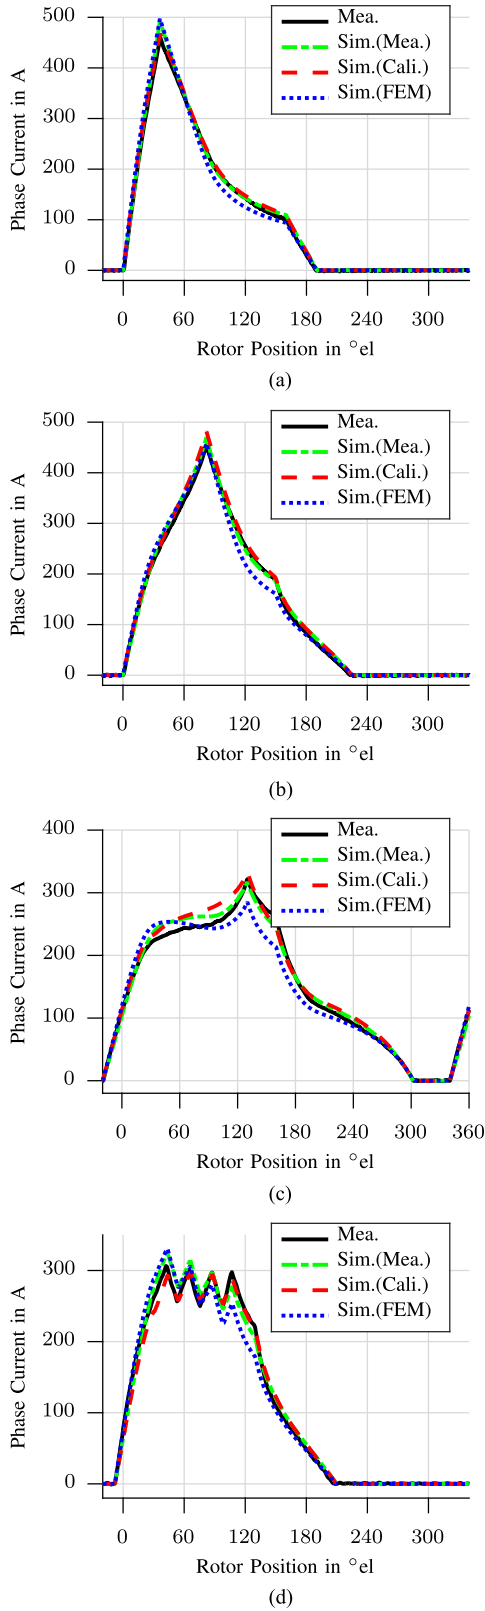 500
400
300
200
100
0
Phase Current in A
Mea.
Sim.(Mea.)
Sim.(Cali.)
Sim.(FEM)
0 60 120 180 240 300
Rotor Position in °el
(a)
500
400
300
200
100
0
Phase Current in A
Mea.
Sim.(Mea.)
Sim.(Cali.)
Sim.(FEM)
0 60 120 180 240 300
Rotor Position in °el
(b)
400
300
200
100
0
Phase Current in A
Mea.
Sim.(Mea.)
Sim.(Cali.)
Sim.(FEM)
0 60 120 180 240 300 360
Rotor Position in °el
(c)
300
200
100
0
Phase Current in A
Mea.
Sim.(Mea.)
Sim.(Cali.)
Sim.(FEM)
0 60 120 180 240 300
Rotor Position in °el
(d)